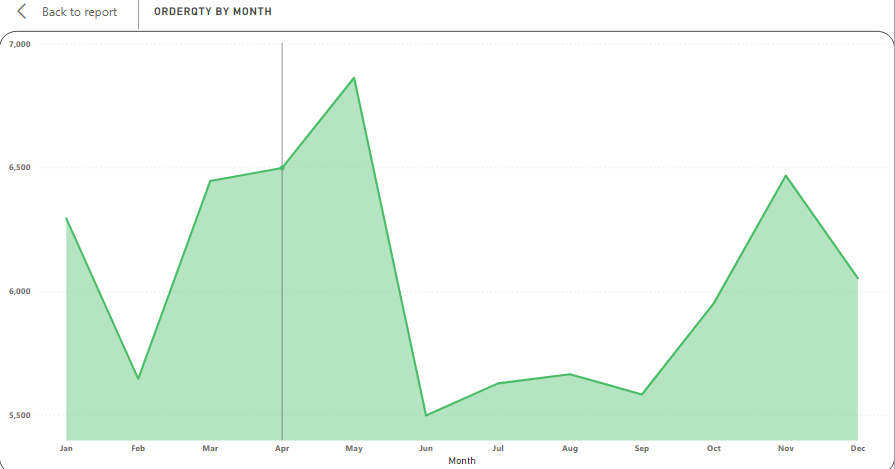 Back to report
ORDERQTY BY MONTH
7,000
6,500
6,000
5,500
Jan Feb Mar Apr May Jun Jul Aug Sep Oct Nov Dec
Month